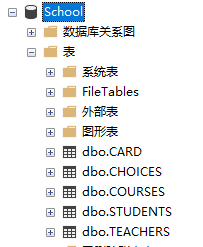 School
数据库关系图
表
系统表
FileTables
外部表
图形表
dbo.CARD
dbo.CHOICES
dbo.COURSES
dbo.STUDENTS
dbo.TEACHERS